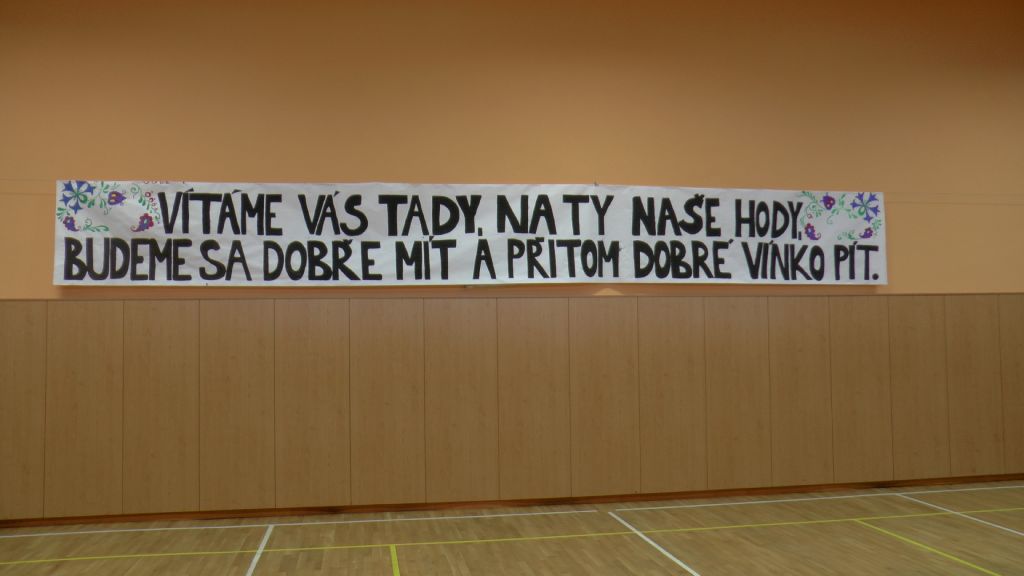 VÍTÁME VÁS TADY, NA TY NAŠE HODY,
BUDEME SA DOBŘE MÍT A PŘITOM DOBRÉ VÍNKO PÍT.